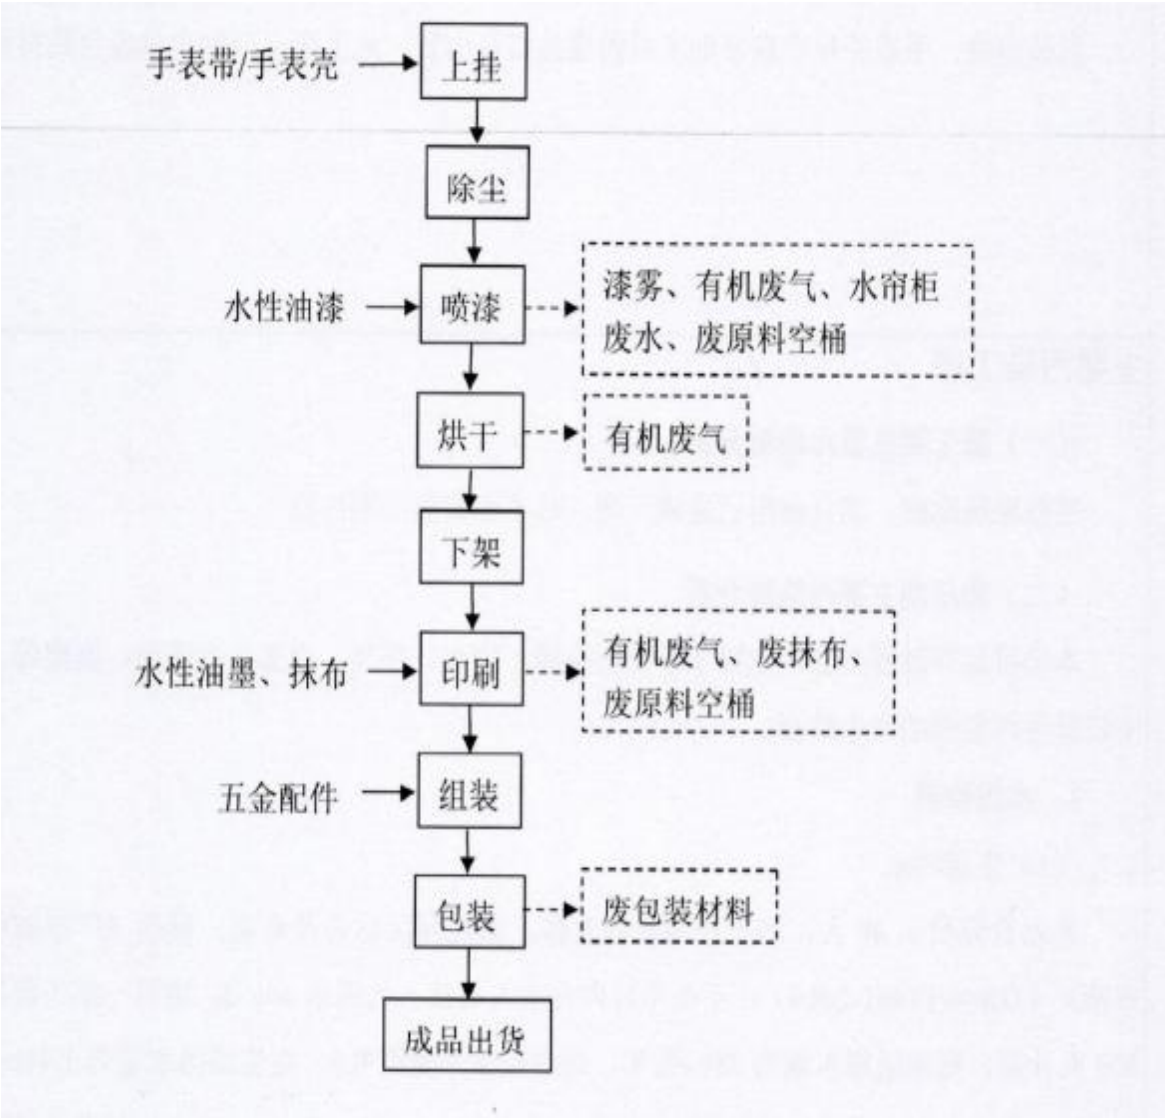 手表带/手表壳
上挂
除尘
水性油漆
喷漆
漆雾、有机废气、水帘柜
废水、废原料空桶
烘干
有机废气
下架
水性油墨、抹布
印刷
有机废气、废抹布、
废原料空桶
五金配件
组装
包装
废包装材料
成品出货